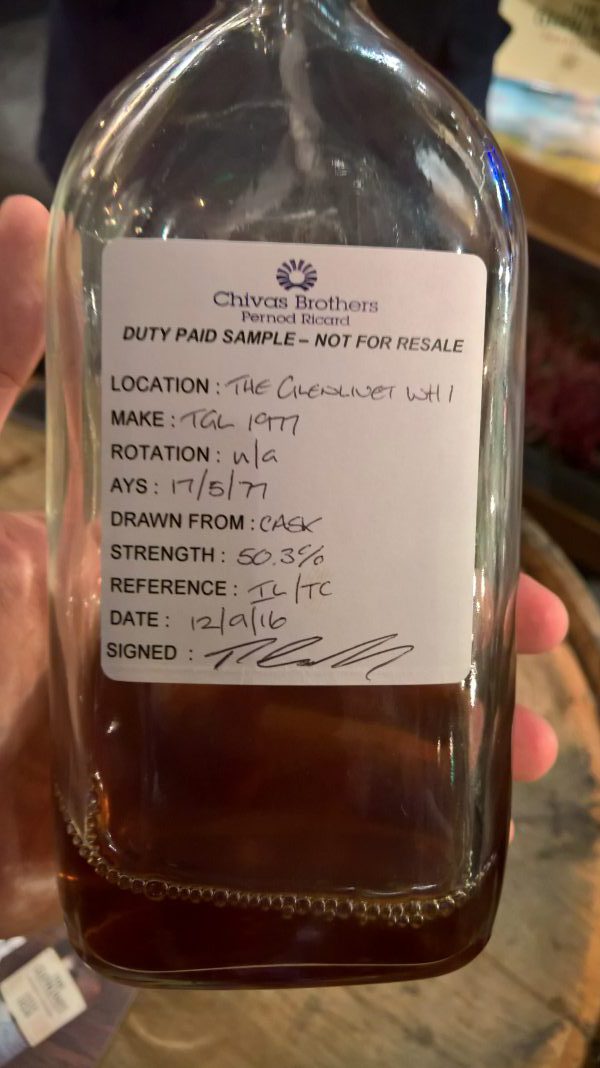 Chivas Brothers
Pernod Ricard
DUTY PAID SAMPLE – NOT FOR RESALE
LOCATION : THE GLENLIVET WH 1
MAKE : TGL 1977
ROTATION : n/a
AYS : 17/5/77
DRAWN FROM : CASK
STRENGTH : 50.3%
REFERENCE : IL/TC
DATE : 12/9/16
SIGNED :